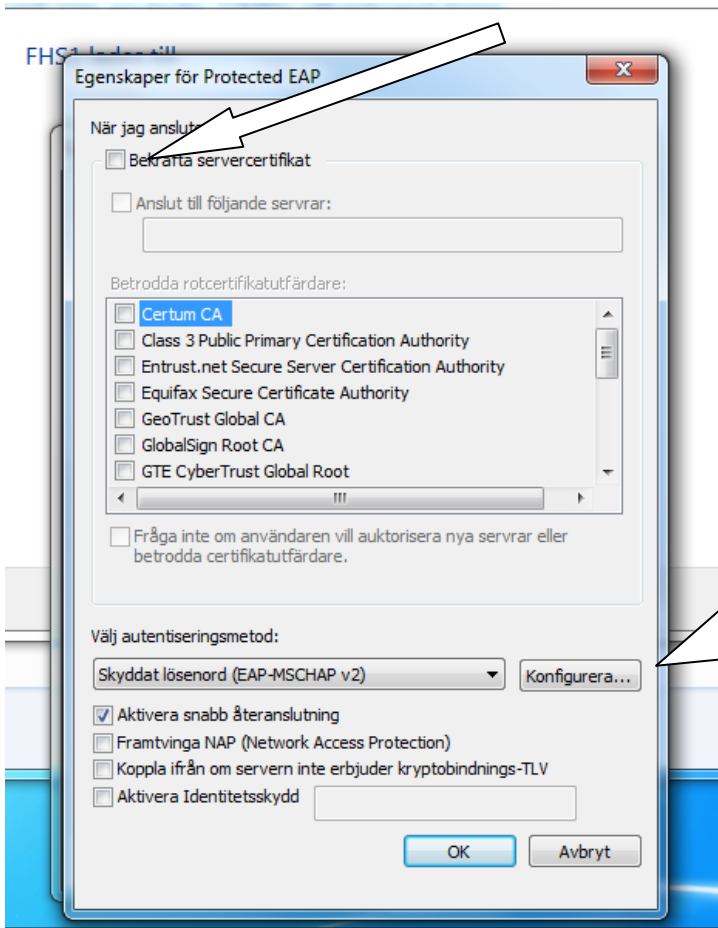 FHS1 lades till
Egenskaper för Protected EAP
När jag ansluter
Bekräfta servercertifikat
Anslut till följande servrar:
Betrodda rotcertifikatutfärdare:
Certum CA
Class 3 Public Primary Certification Authority
Entrust.net Secure Server Certification Authority
Equifax Secure Certificate Authority
GeoTrust Global CA
GlobalSign Root CA
GTE CyberTrust Global Root
Fråga inte om användaren vill auktorisera nya servrar eller
betrodda certifikatutfärdare.
Välj autentiseringsmetod:
Skyddat lösenord (EAP-MSCHAP v2)
Konfigurera...
Aktivera snabb återanslutning
Framtvinga NAP (Network Access Protection)
Koppla ifrån om servern inte erbjuder kryptobindnings-TLV
Aktivera Identitetsskydd
OK
Avbryt